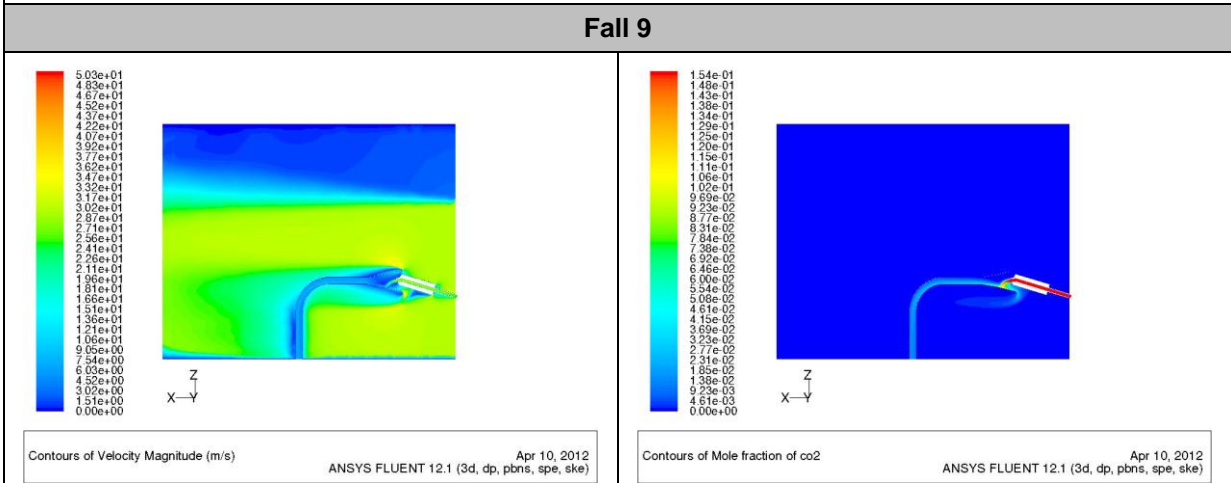 Fall 9
5.03e+01
4.83e+01
4.67e+01
4.52e+01
4.37e+01
4.22e+01
4.07e+01
3.92e+01
3.77e+01
3.62e+01
3.47e+01
3.32e+01
3.17e+01
3.02e+01
2.87e+01
2.71e+01
2.56e+01
2.41e+01
2.26e+01
2.11e+01
1.96e+01
1.81e+01
1.66e+01
1.51e+01
1.36e+01
1.21e+01
1.06e+01
9.05e+00
7.54e+00
6.03e+00
4.52e+00
3.02e+00
1.51e+00
0.00e+00
Z
X Y
Contours of Velocity Magnitude (m/s)
Apr 10, 2012
ANSYS FLUENT 12.1 (3d, dp, pbns, spe, ske)
1.54e-01
1.48e-01
1.43e-01
1.38e-01
1.34e-01
1.29e-01
1.25e-01
1.20e-01
1.15e-01
1.11e-01
1.06e-01
1.02e-01
9.69e-02
9.23e-02
8.77e-02
8.31e-02
7.84e-02
7.38e-02
6.92e-02
6.46e-02
6.00e-02
5.54e-02
5.08e-02
4.61e-02
4.15e-02
3.69e-02
3.23e-02
2.77e-02
2.31e-02
1.85e-02
1.38e-02
9.23e-03
4.61e-03
0.00e+00
Z
X Y
Contours of Mole fraction of co2
Apr 10, 2012
ANSYS FLUENT 12.1 (3d, dp, pbns, spe, ske)